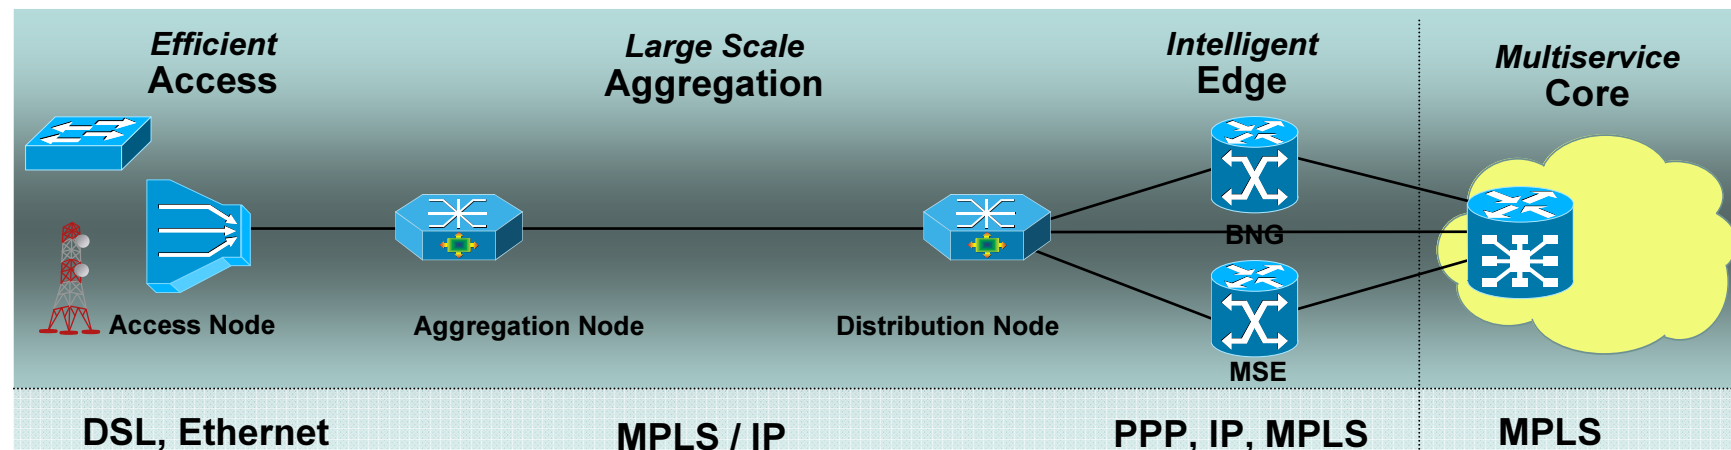 Efficient
Access
Large Scale
Aggregation
Intelligent
Edge
Multiservice
Core
BNG
Access Node
Aggregation Node
Distribution Node
MSE
DSL, Ethernet
MPLS / IP
PPP, IP, MPLS
MPLS